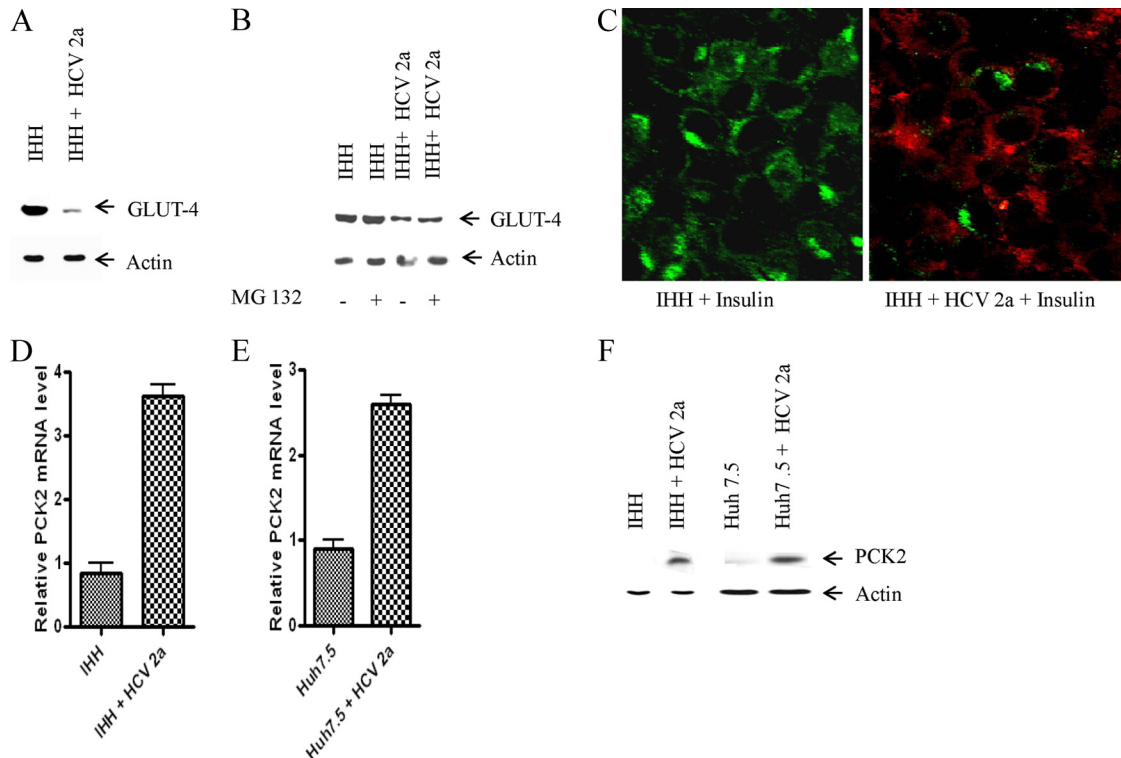 A
IHH
IHH + HCV 2a
GLUT-4
Actin
B
IHH
IHH
IHH+ HCV 2a
IHH+ HCV 2a
GLUT-4
Actin
MG 132
- + - +
C
IHH + Insulin
IHH + HCV 2a + Insulin
D
Relative PCK2 mRNA level
4
3
2
1
0
IHH
IHH + HCV 2a
E
Relative PCK2 mRNA level
3
2
1
0
Huh7.5
Huh7.5 + HCV 2a
F
IHH
IHH + HCV 2a
Huh 7.5
Huh7 .5 + HCV 2a
PCK2
Actin